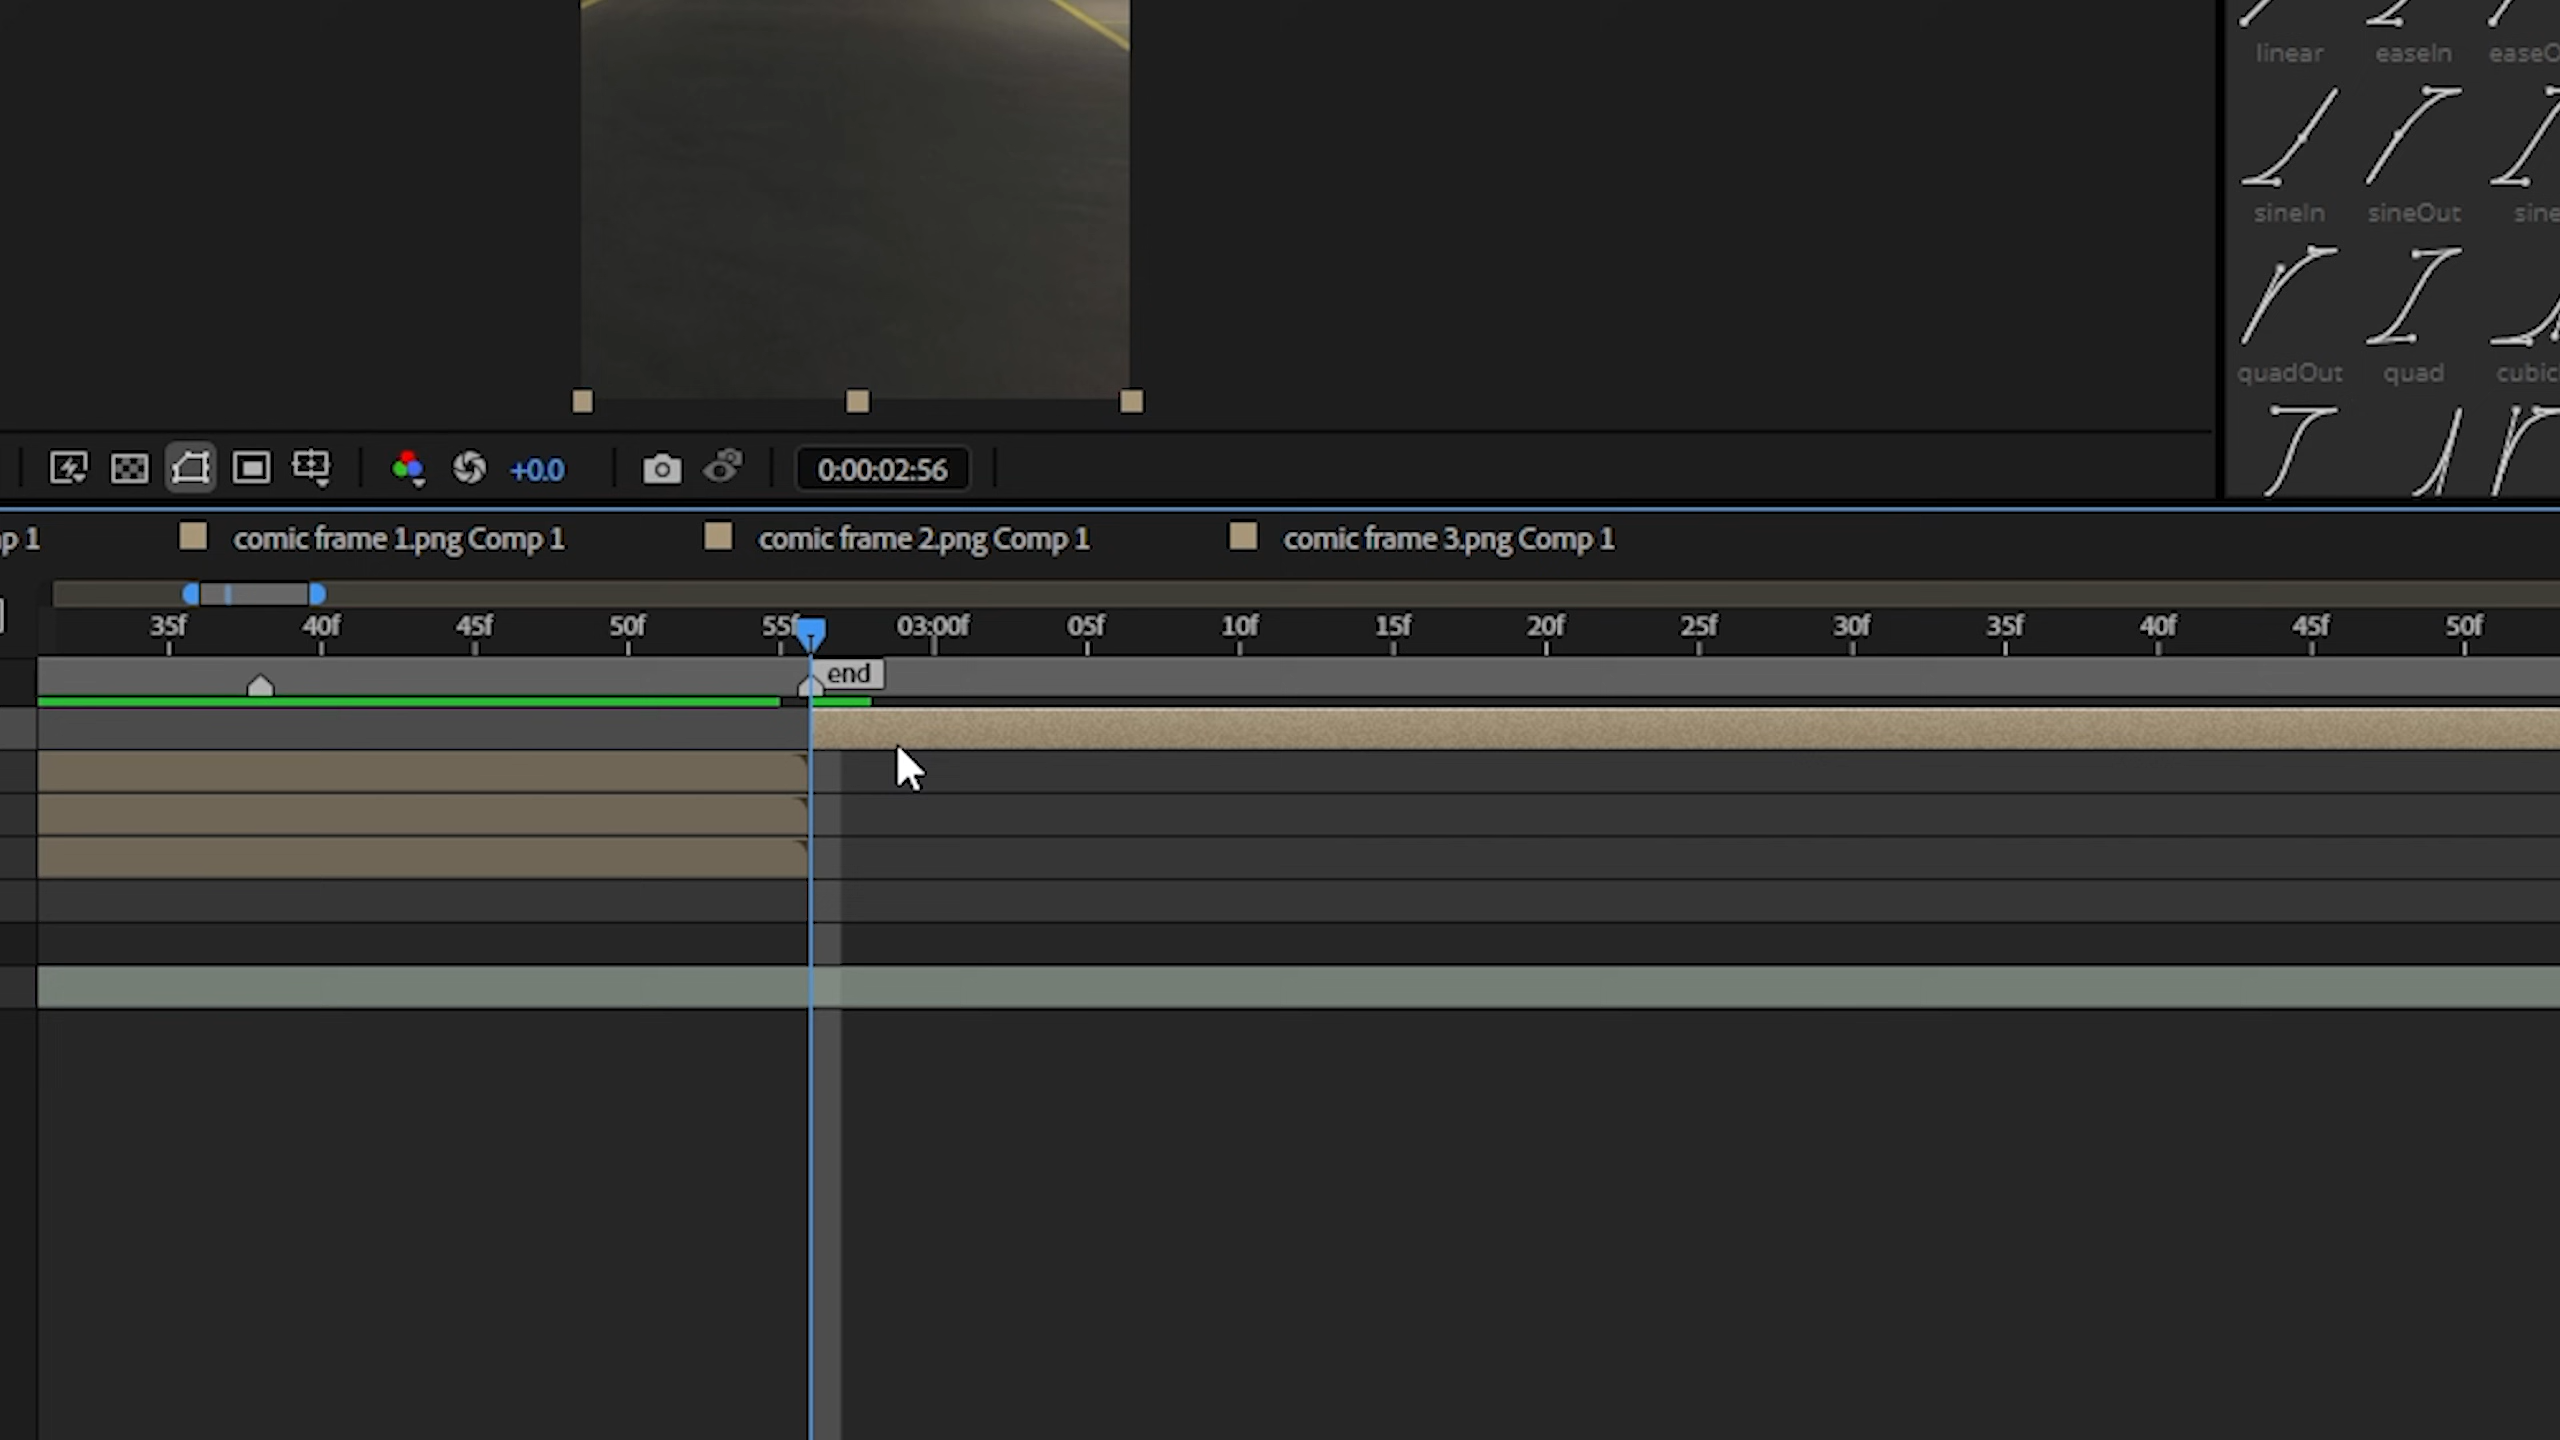 linear easeIn easeO
sineIn sineOut sine
quadOut quad cubic
+0.0 0:00:02:56
p 1 comic frame 1.png Comp 1 comic frame 2.png Comp 1 comic frame 3.png Comp 1
35f 40f 45f 50f 55f 03:00f 05f 10f 15f 20f 25f 30f 35f 40f 45f 50f
end